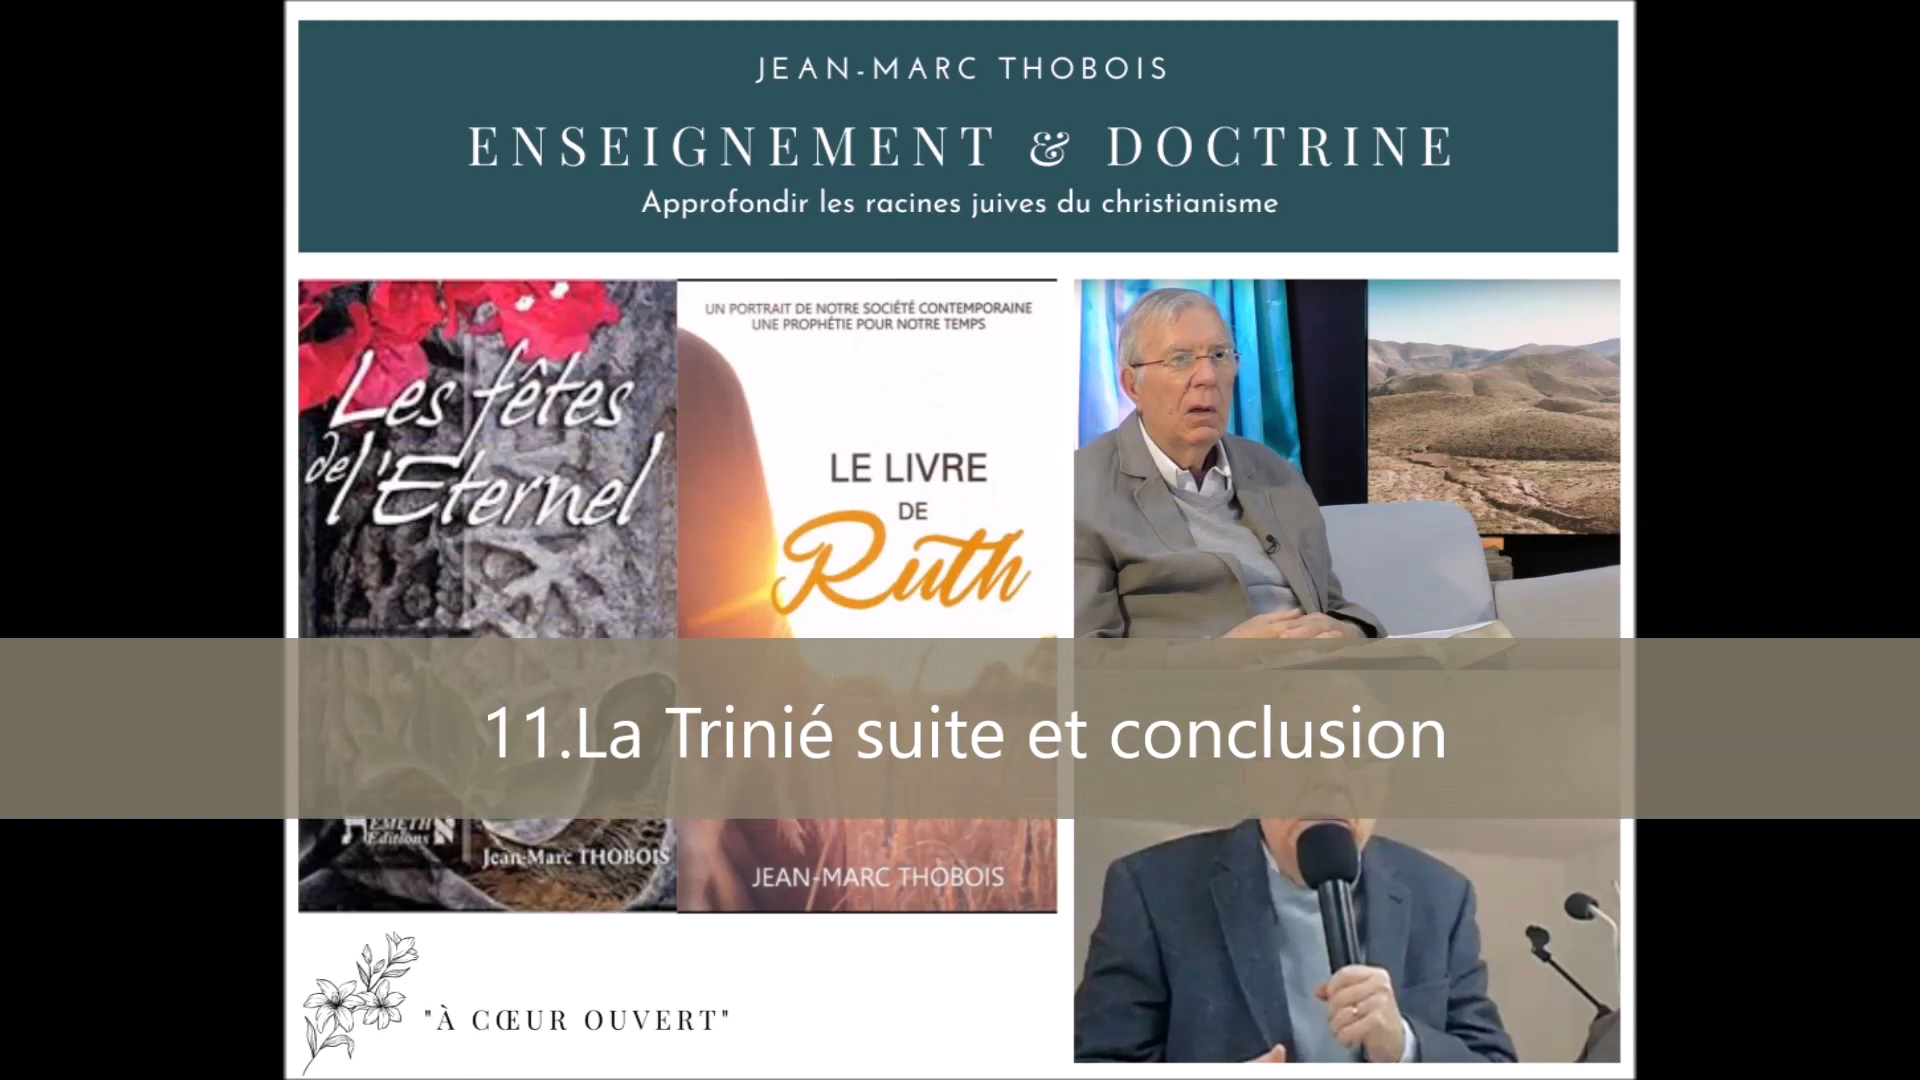 JEAN-MARC THOBOIS
ENSEIGNEMENT & DOCTRINE
Approfondir les racines juives du christianisme
Les fêtes
de l'Eternel
EMETH
Editions
Jean-Marc THOBOIS
UN PORTRAIT DE NOTRE SOCIÉTÉ CONTEMPORAINE
UNE PROPHÉTIE POUR NOTRE TEMPS
LE LIVRE
DE
Ruth
JEAN-MARC THOBOIS
11.La Trinié suite et conclusion
"À CŒUR OUVERT"